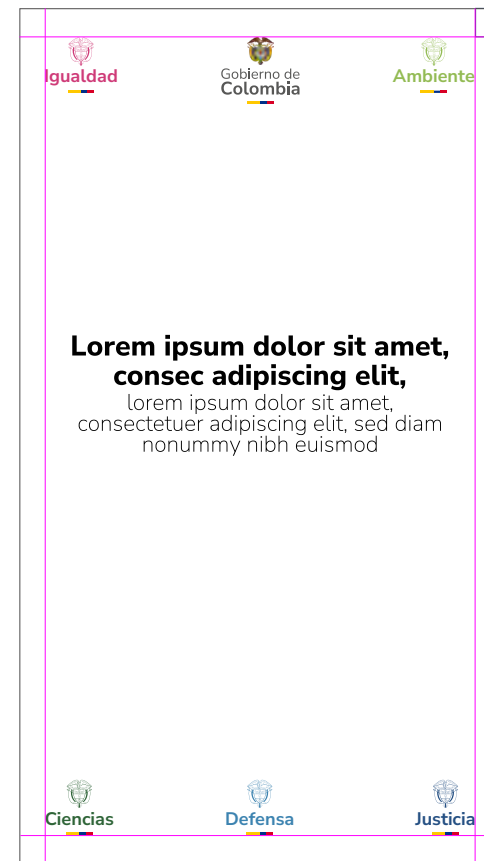 Igualdad
Gobierno de
Colombia
Ambiente
Lorem ipsum dolor sit amet,
consec adipiscing elit,
lorem ipsum dolor sit amet,
consectetuer adipiscing elit, sed diam
nonummy nibh euismod
Ciencias
Defensa
Justicia